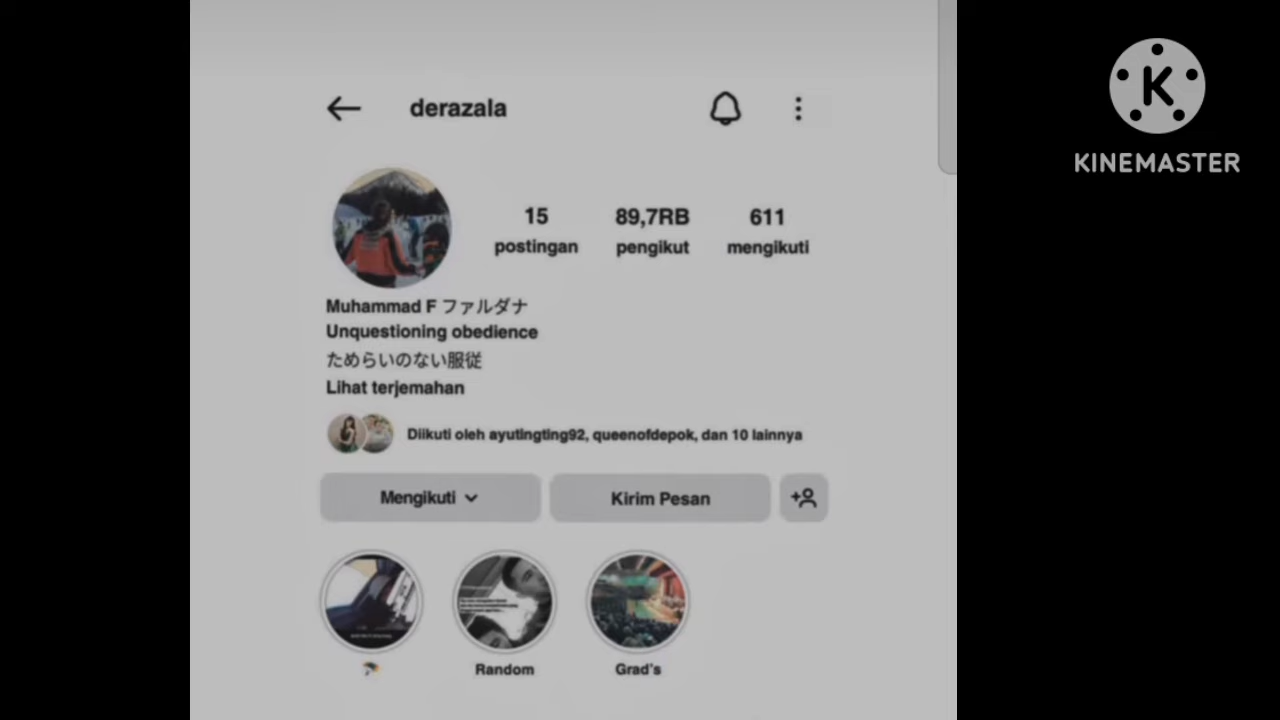 derazala
15
89,7RB
611
postingan
pengikut
mengikuti
Muhammad F ファルダナ
Unquestioning obedience
ためらいのない服従
Lihat terjemahan
Diikuti oleh ayutingting92, queenofdepok, dan 10 lainnya
Mengikuti
Kirim Pesan
Random
Grad's
K
KINEMASTER